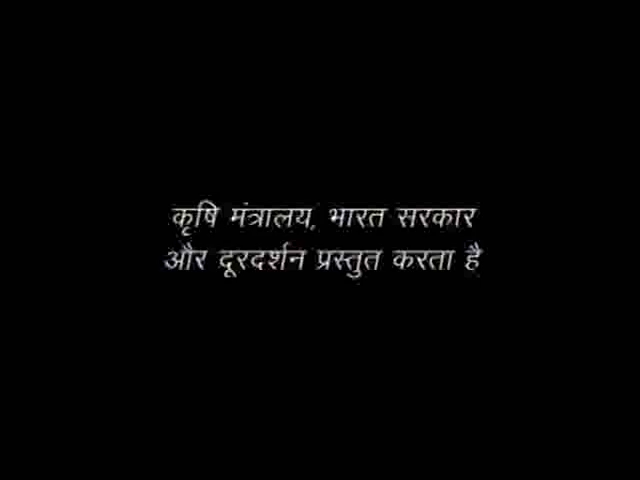 कृषि मंत्रालय, भारत सरकार
और दूरदर्शन प्रस्तुत करता है